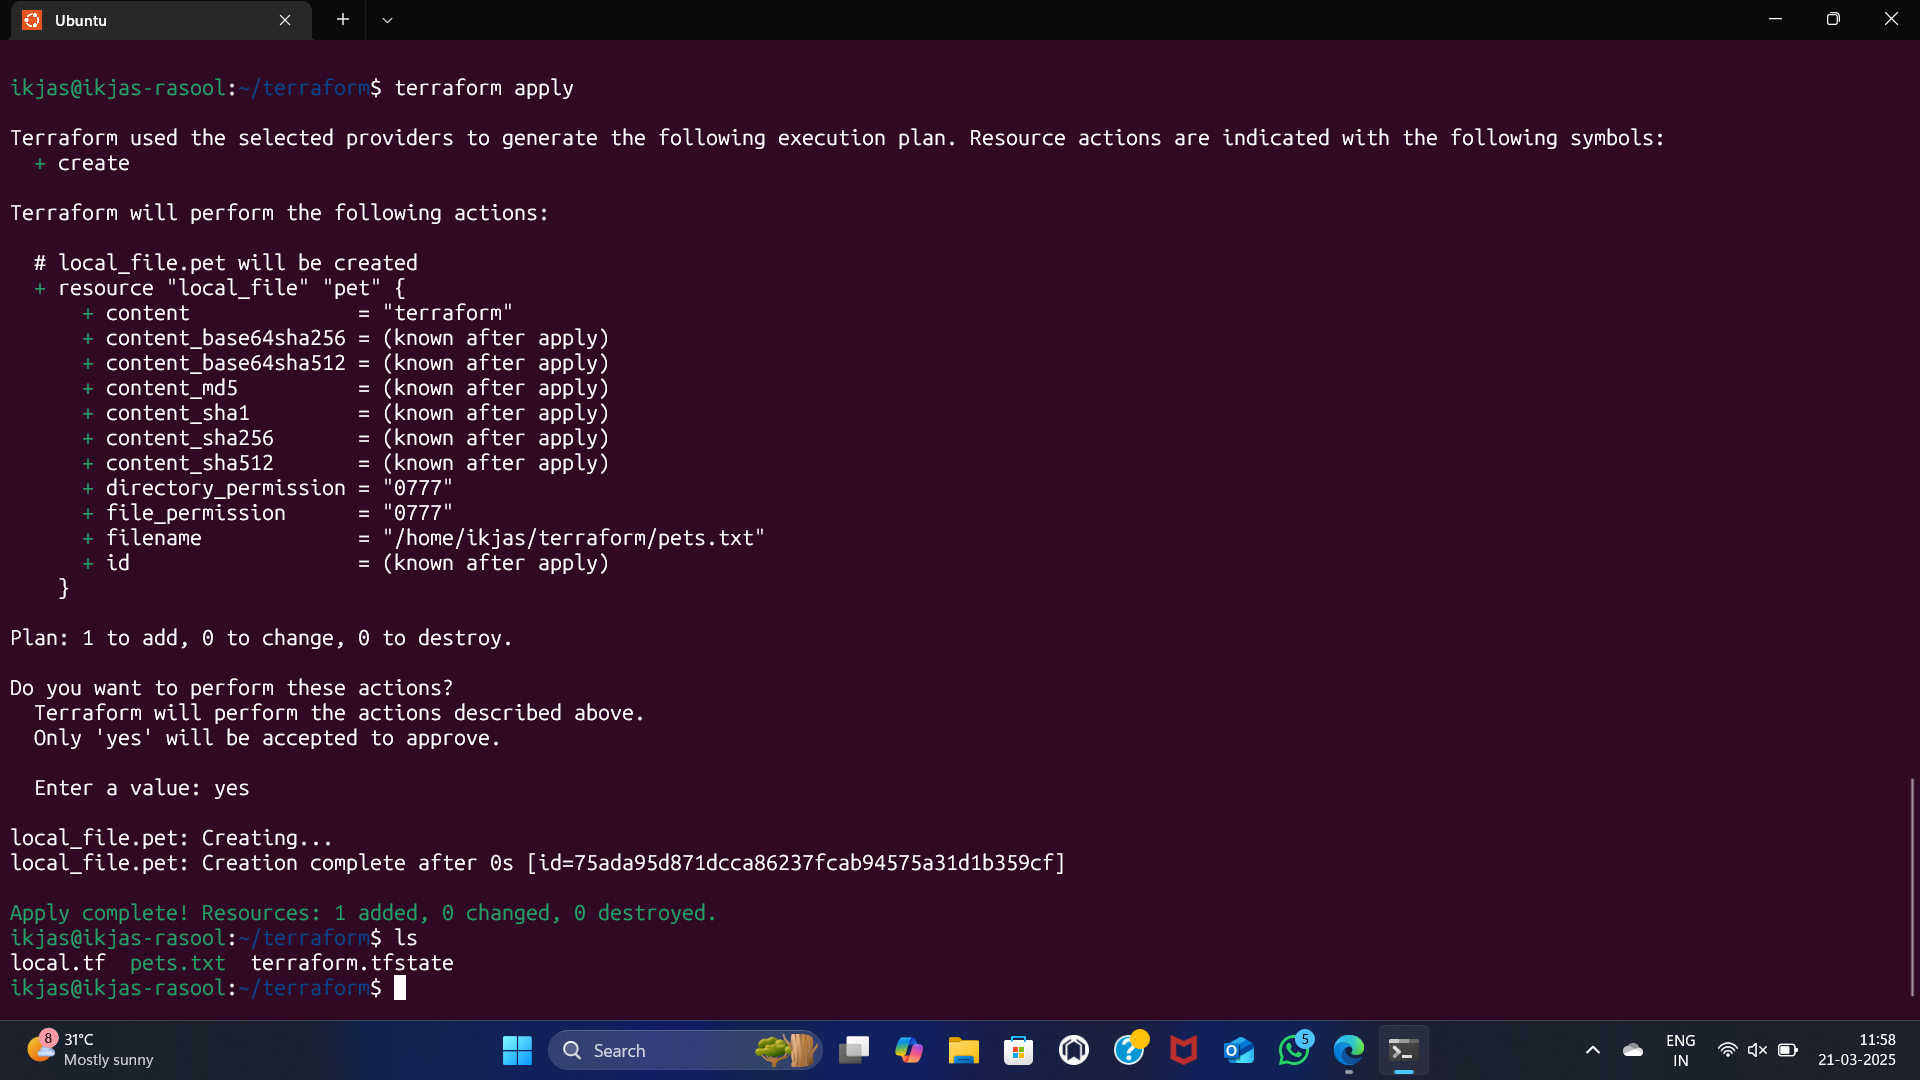 Ubuntu
ikjas@ikjas-rasool:~/terraform$ terraform apply
Terraform used the selected providers to generate the following execution plan. Resource actions are indicated with the following symbols:
+ create
Terraform will perform the following actions:
# local_file.pet will be created
+ resource "local_file" "pet" {
+ content = "terraform"
+ content_base64sha256 = (known after apply)
+ content_base64sha512 = (known after apply)
+ content_md5 = (known after apply)
+ content_sha1 = (known after apply)
+ content_sha256 = (known after apply)
+ content_sha512 = (known after apply)
+ directory_permission = "0777"
+ file_permission = "0777"
+ filename = "/home/ikjas/terraform/pets.txt"
+ id = (known after apply)
}
Plan: 1 to add, 0 to change, 0 to destroy.
Do you want to perform these actions?
Terraform will perform the actions described above.
Only 'yes' will be accepted to approve.
Enter a value: yes
local_file.pet: Creating...
local_file.pet: Creation complete after 0s [id=75ada95d871dcca86237fcab94575a31d1b359cf]
Apply complete! Resources: 1 added, 0 changed, 0 destroyed.
ikjas@ikjas-rasool:~/terraform$ ls
local.tf pets.txt terraform.tfstate
ikjas@ikjas-rasool:~/terraform$
8
31°C
Mostly sunny
Search
5
ENG
IN
11:58
21-03-2025